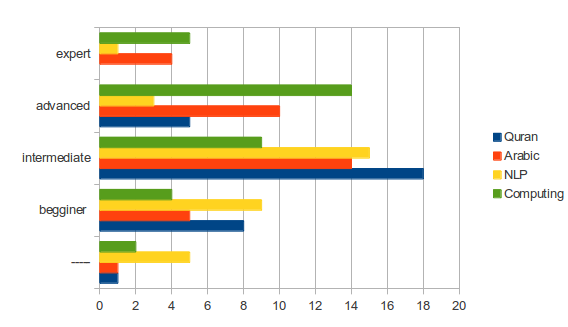 expert
advanced
intermediate
begginer
-----
Quran
Arabic
NLP
Computing
0 2 4 6 8 10 12 14 16 18 20